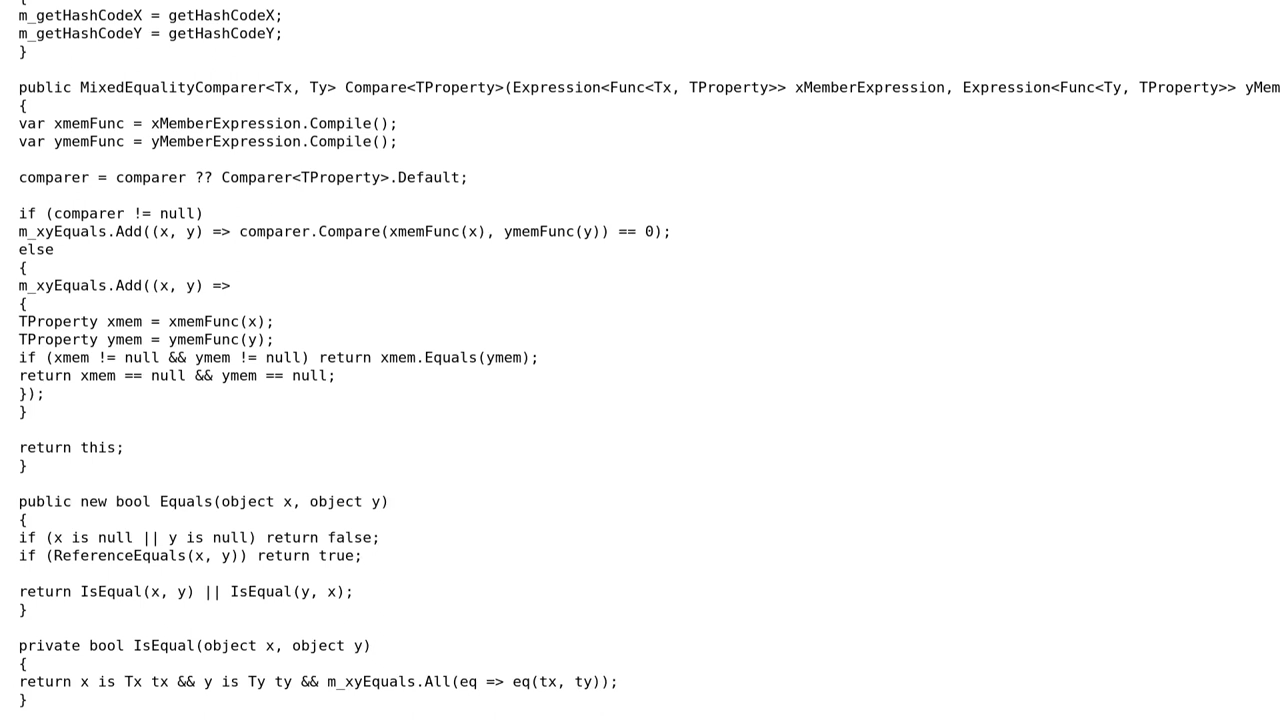 {
m_getHashCodeX = getHashCodeX;
m_getHashCodeY = getHashCodeY;
}
public MixedEqualityComparer<Tx, Ty> Compare<TProperty>(Expression<Func<Tx, TProperty>> xMemberExpression, Expression<Func<Ty, TProperty>> yMem
{
var xmemFunc = xMemberExpression.Compile();
var ymemFunc = yMemberExpression.Compile();
comparer = comparer ?? Comparer<TProperty>.Default;
if (comparer != null)
m_xyEquals.Add((x, y) => comparer.Compare(xmemFunc(x), ymemFunc(y)) == 0);
else
{
m_xyEquals.Add((x, y) =>
{
TProperty xmem = xmemFunc(x);
TProperty ymem = ymemFunc(y);
if (xmem != null && ymem != null) return xmem.Equals(ymem);
return xmem == null && ymem == null;
});
}
return this;
}
public new bool Equals(object x, object y)
{
if (x is null || y is null) return false;
if (ReferenceEquals(x, y)) return true;
return IsEqual(x, y) || IsEqual(y, x);
}
private bool IsEqual(object x, object y)
{
return x is Tx tx && y is Ty ty && m_xyEquals.All(eq => eq(tx, ty));
}